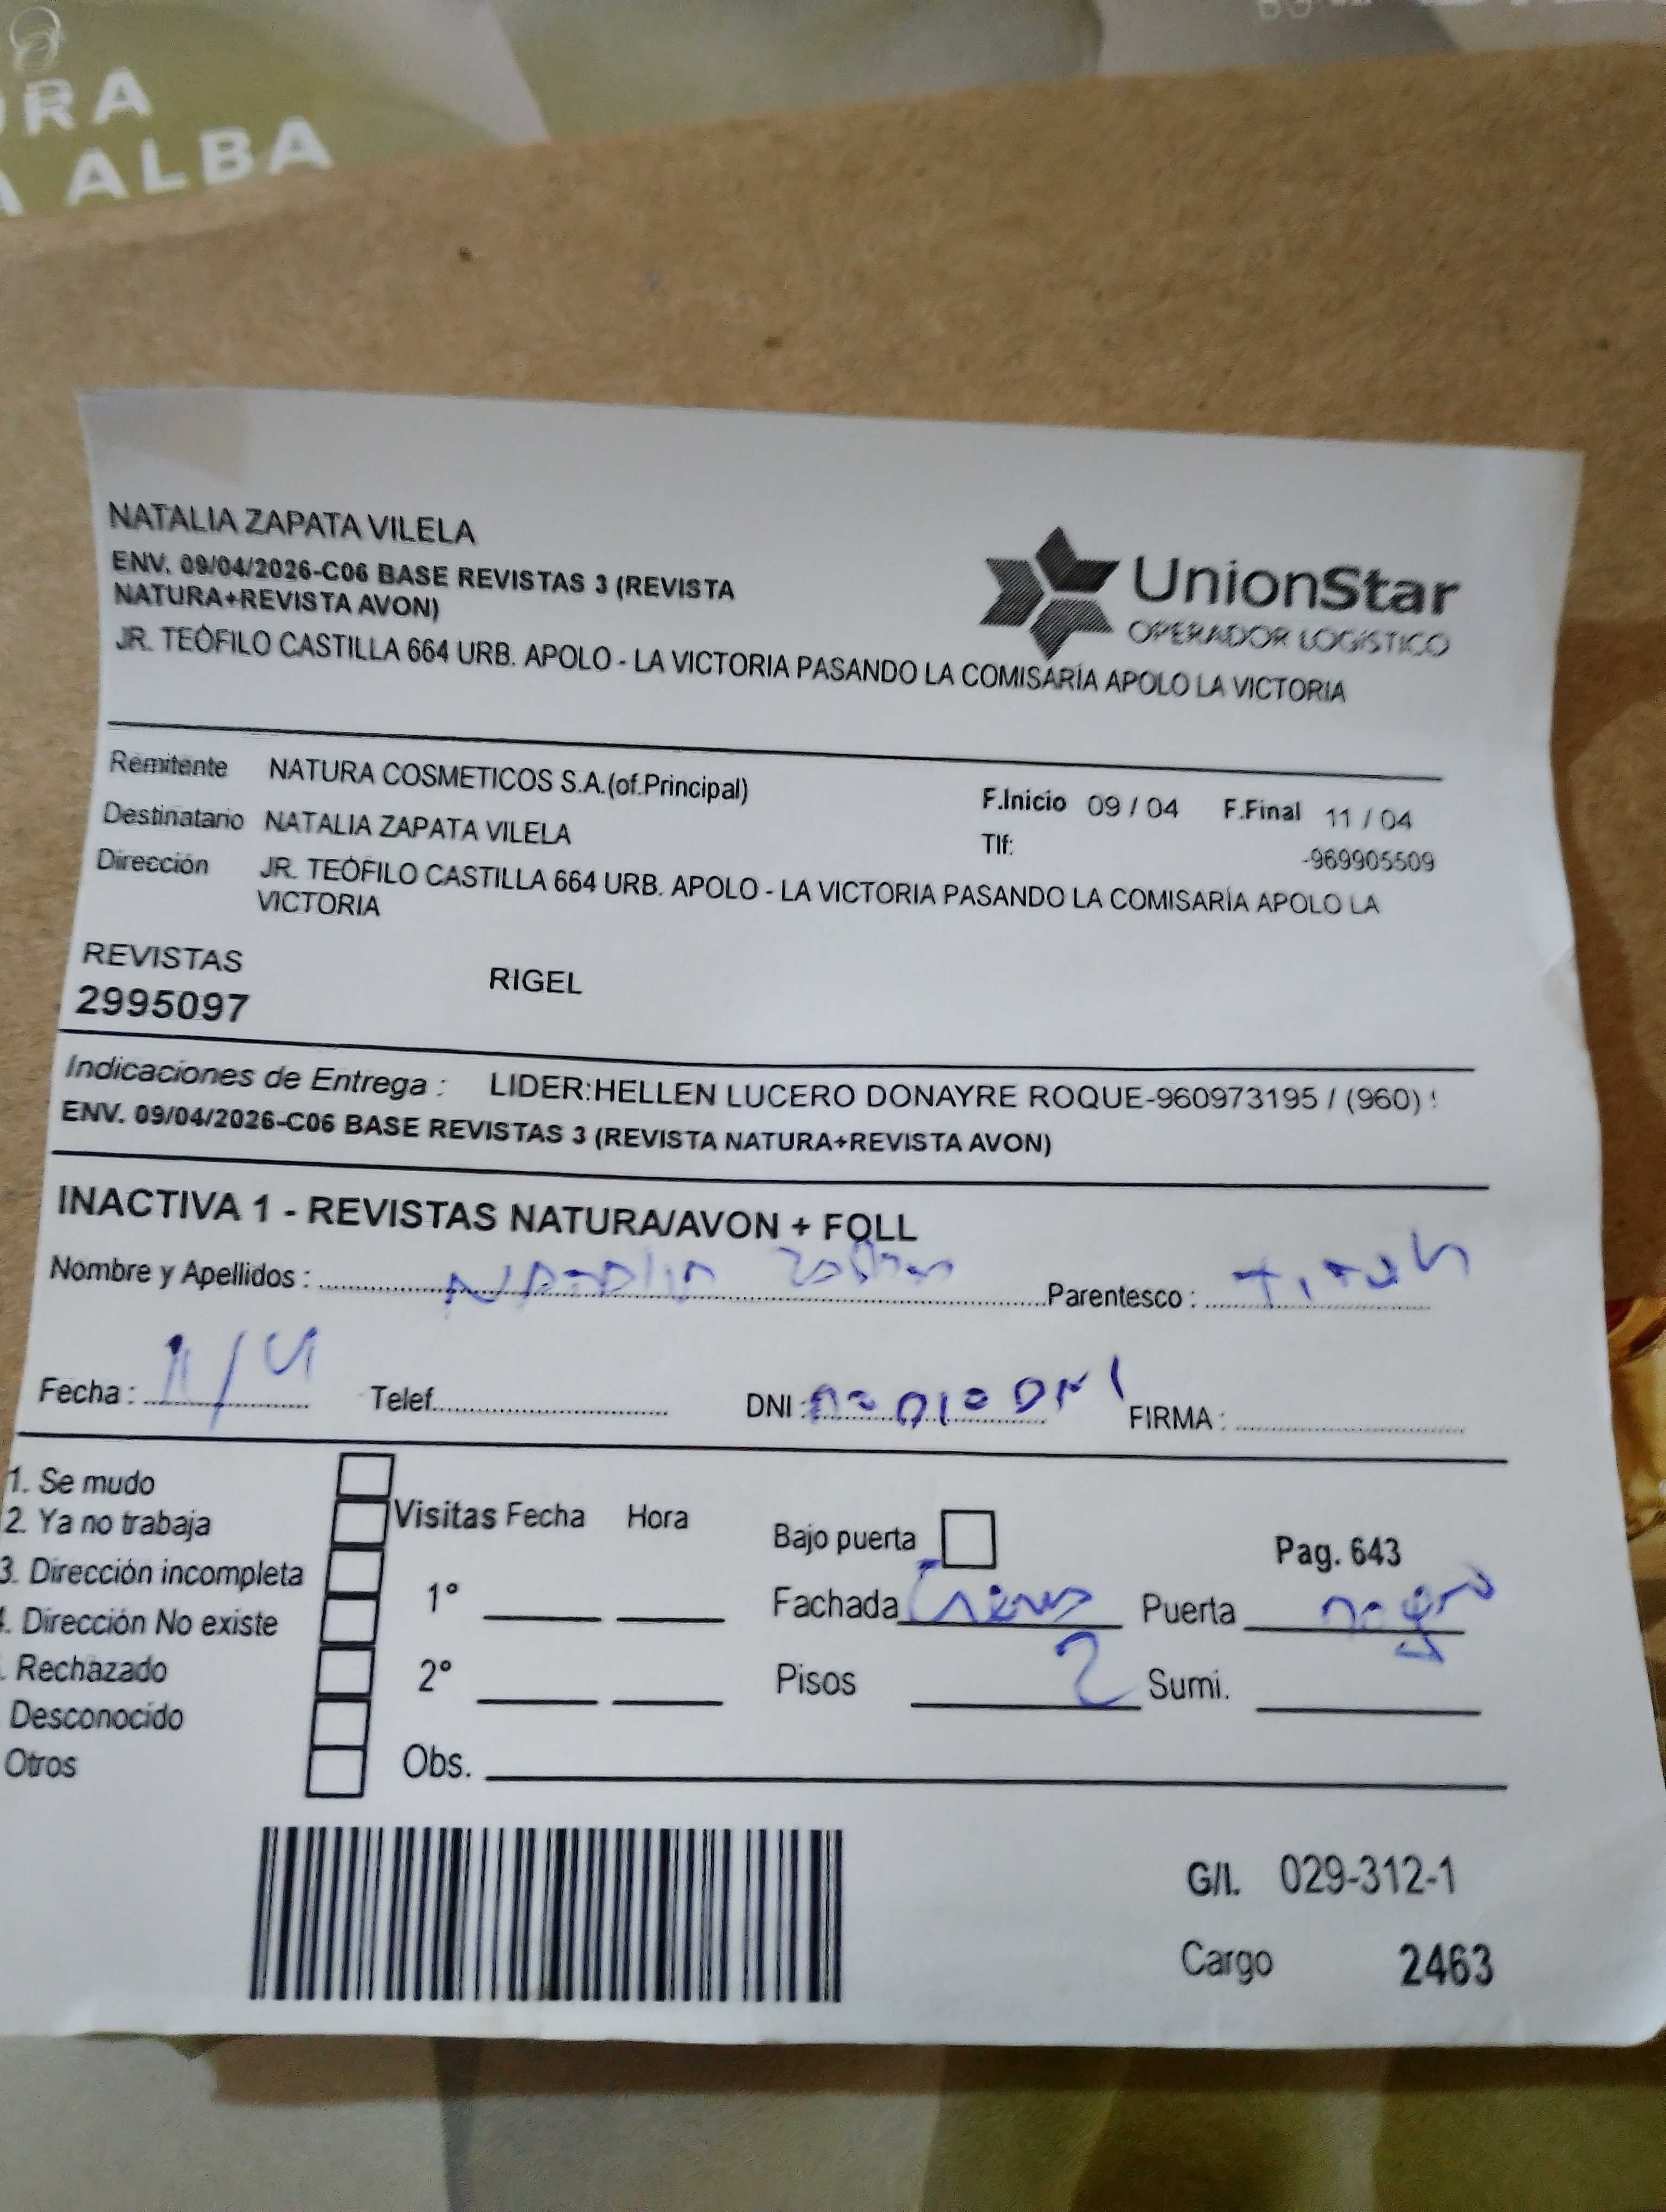 ORA
A ALBA
NATALIA ZAPATA VILELA
ENV. 09/04/2026-C06 BASE REVISTAS 3 (REVISTA
NATURA+REVISTA AVON)
UnionStar
OPERADOR LOGÍSTICO
JR. TEÓFILO CASTILLA 664 URB. APOLO - LA VICTORIA PASANDO LA COMISARÍA APOLO LA VICTORIA
Remitente NATURA COSMETICOS S.A.(of.Principal)
F.Inicio 09 / 04 F.Final 11 / 04
Destinatario NATALIA ZAPATA VILELA
Tlf: -969905509
Dirección JR. TEÓFILO CASTILLA 664 URB. APOLO - LA VICTORIA PASANDO LA COMISARÍA APOLO LA
VICTORIA
REVISTAS RIGEL
2995097
Indicaciones de Entrega : LIDER:HELLEN LUCERO DONAYRE ROQUE-960973195 / (960)
ENV. 09/04/2026-C06 BASE REVISTAS 3 (REVISTA NATURA+REVISTA AVON)
INACTIVA 1 - REVISTAS NATURA/AVON + FOLL
Nombre y Apellidos : Natalia Parentesco :
Fecha : 11/4 Telef. DNI : no dio DNI FIRMA :
1. Se mudo
2. Ya no trabaja
3. Dirección incompleta
. Dirección No existe
. Rechazado
Desconocido
Otros
Visitas Fecha Hora
1°
2°
Obs.
Bajo puerta Pag. 643
Fachada Puerta negro
Pisos 2 Sumi.
G/I. 029-312-1
Cargo 2463